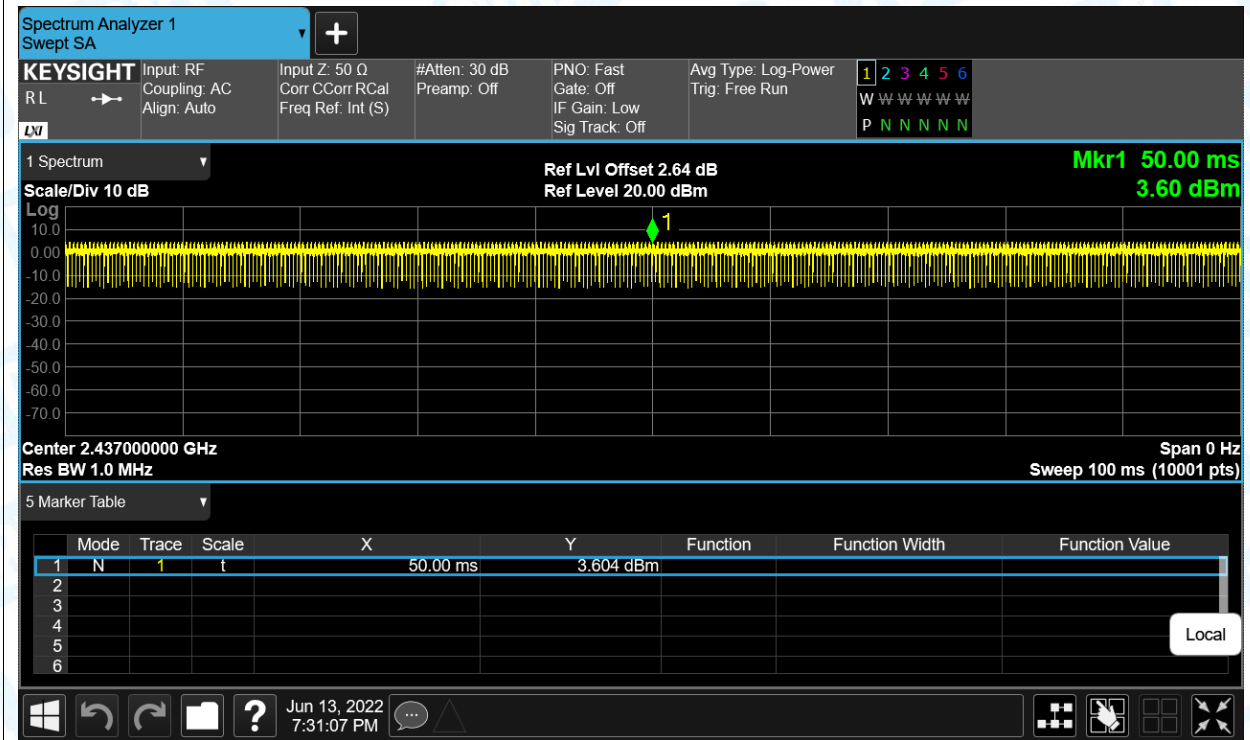 Spectrum Analyzer 1
Swept SA
KEYSIGHT
R L
LXI
Input: RF
Coupling: AC
Align: Auto
Input Z: 50 Ω
Corr CCorr RCal
Freq Ref: Int (S)
#Atten: 30 dB
Preamp: Off
PNO: Fast
Gate: Off
IF Gain: Low
Sig Track: Off
Avg Type: Log-Power
Trig: Free Run
1 2 3 4 5 6
W W W W W W
P N N N N N
1 Spectrum
Scale/Div 10 dB
Ref Lvl Offset 2.64 dB
Ref Level 20.00 dBm
Mkr1 50.00 ms
3.60 dBm
Log
10.0
0.00
-10.0
-20.0
-30.0
-40.0
-50.0
-60.0
-70.0
1
Center 2.437000000 GHz
Res BW 1.0 MHz
Span 0 Hz
Sweep 100 ms (10001 pts)
5 Marker Table
Mode Trace Scale X Y Function Function Width Function Value
1 N 1 t 50.00 ms 3.604 dBm
2
3
4
5
6
Local
?
Jun 13, 2022
7:31:07 PM